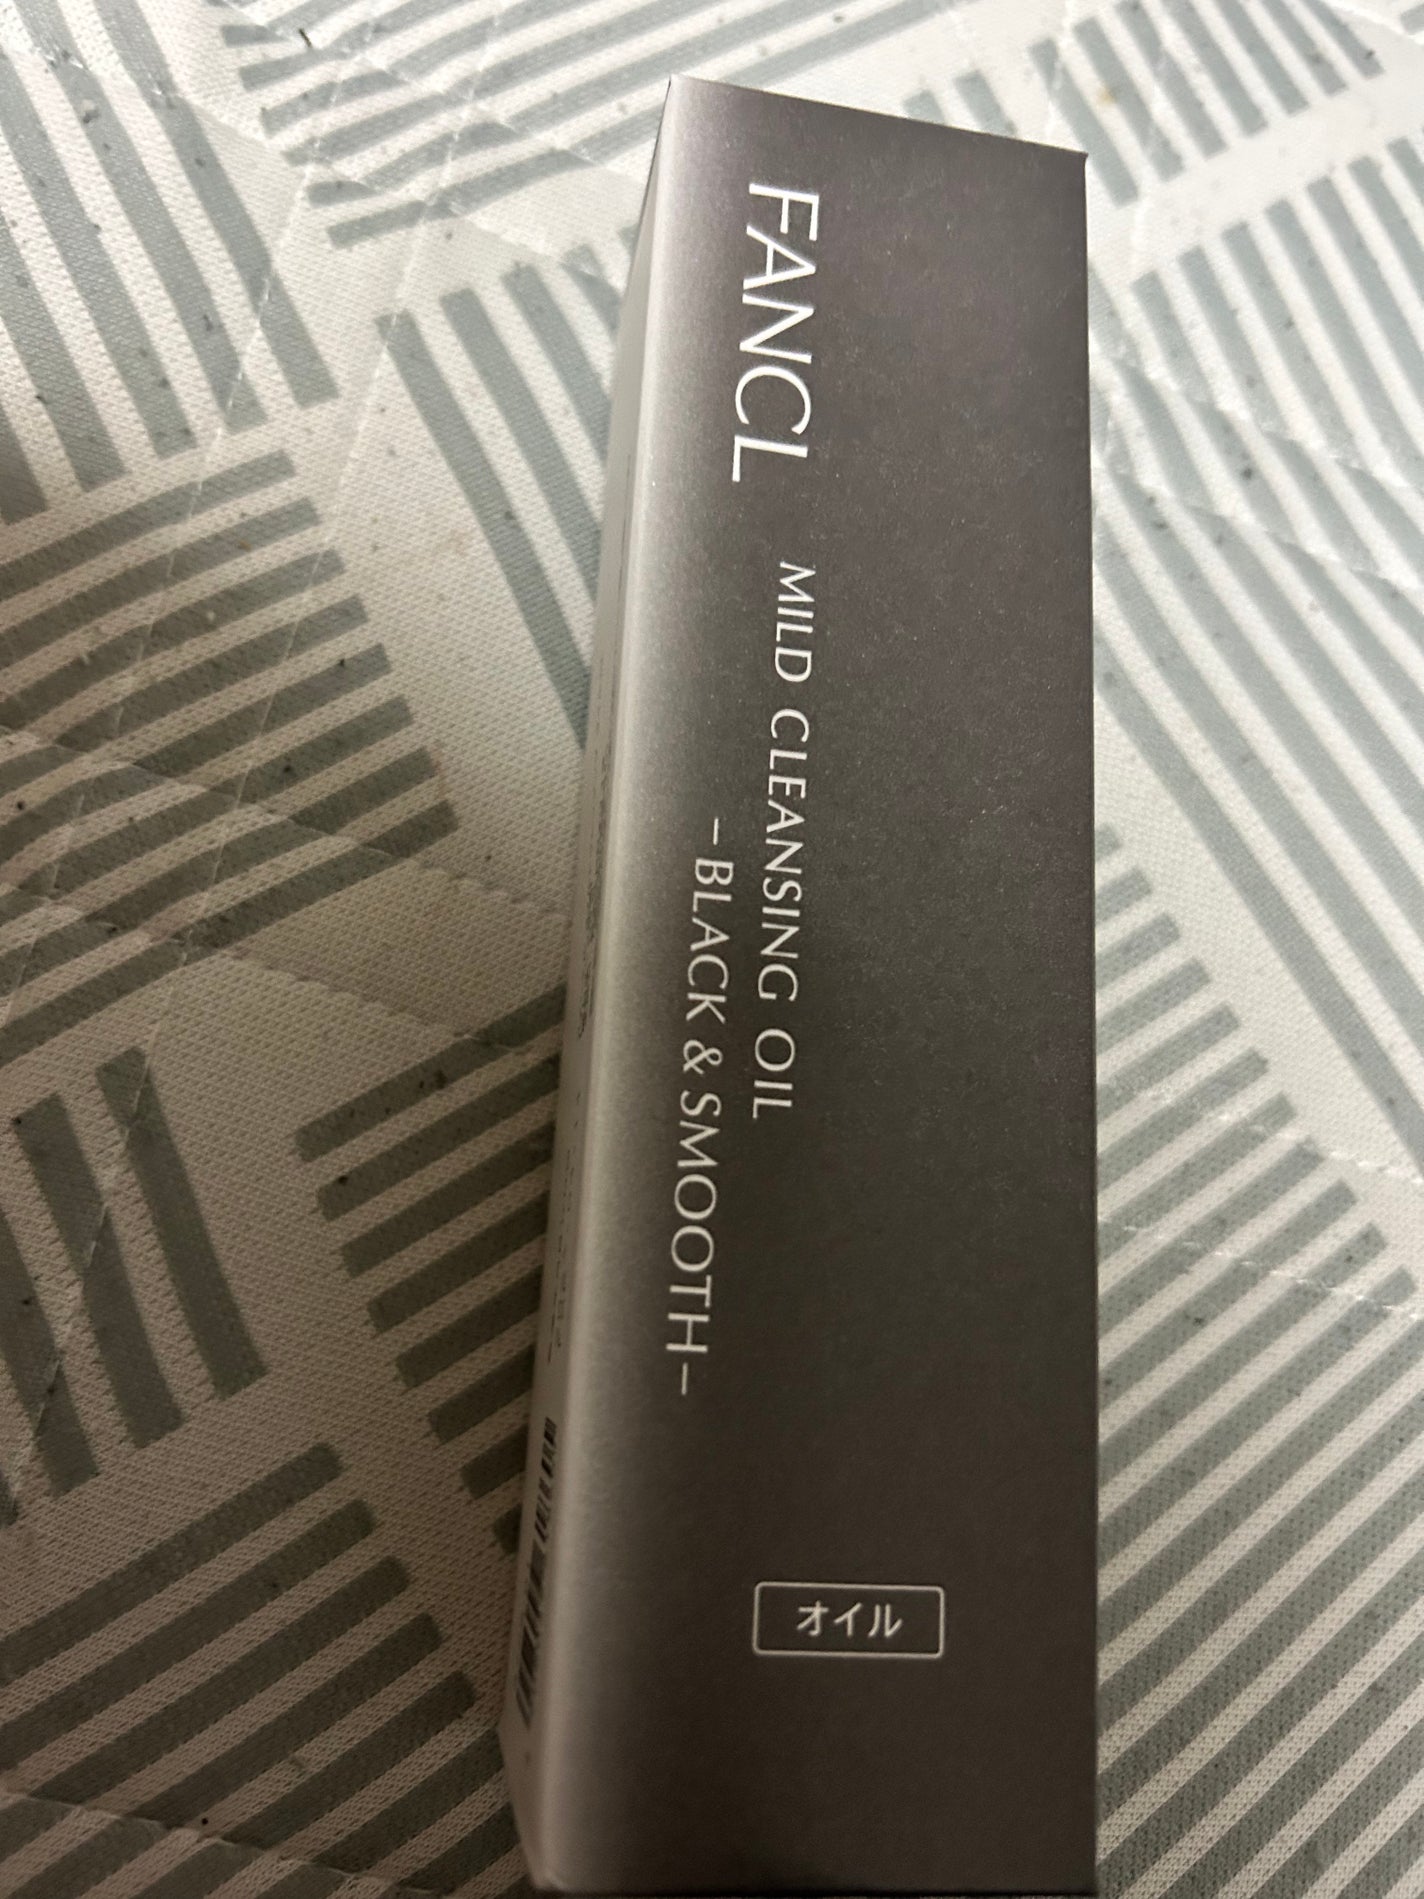 FANCL
MILD CLEANSING OIL
–BLACK & SMOOTH–
オイル